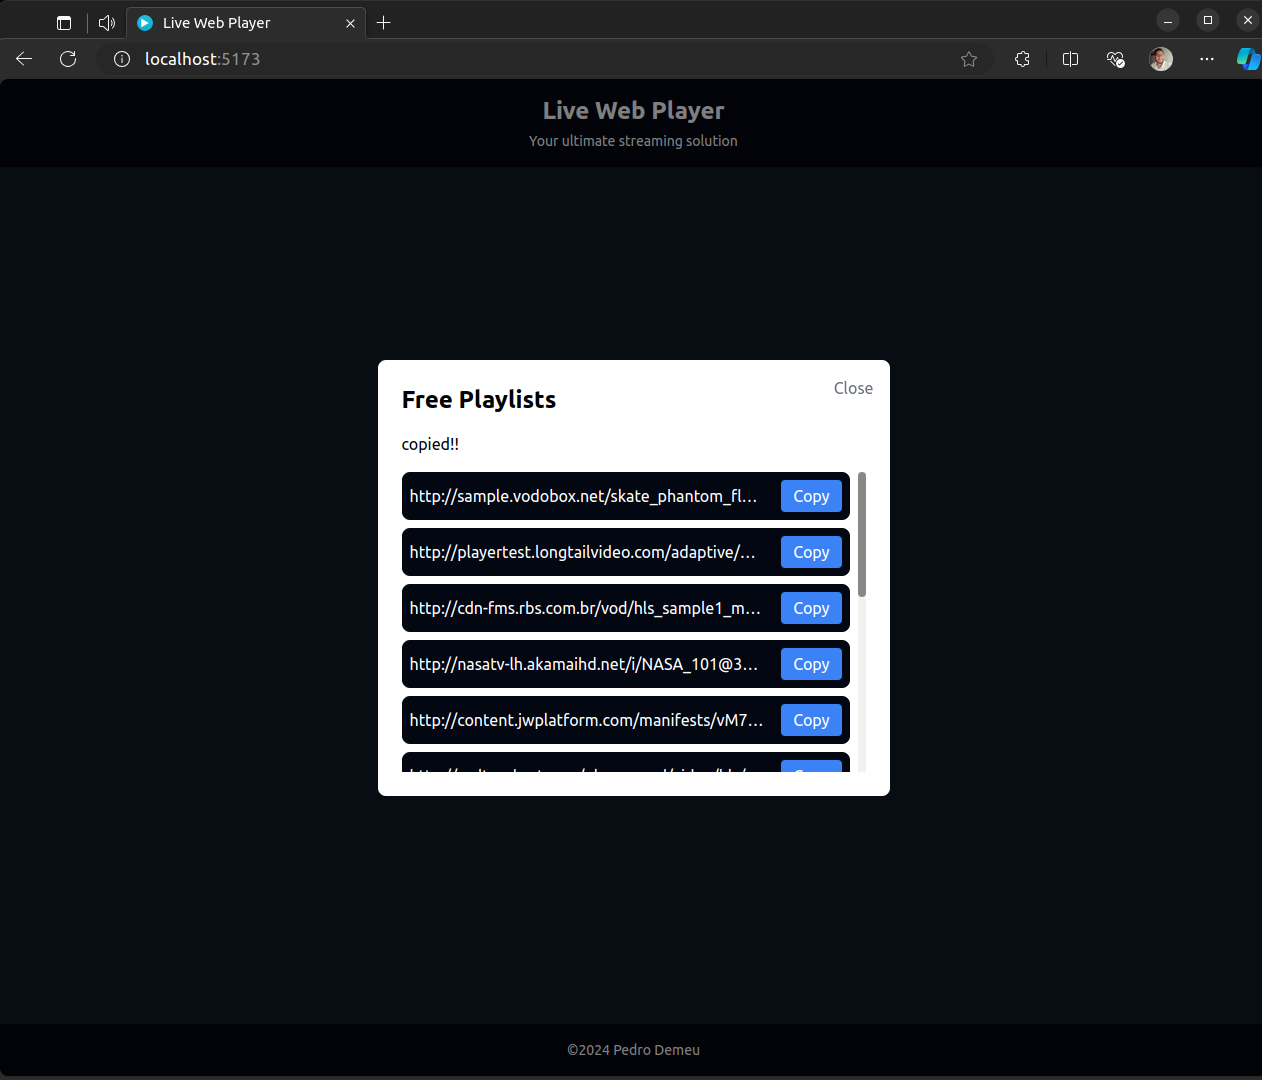 Live Web Player
localhost:5173
Live Web Player
Your ultimate streaming solution
Free Playlists
Close
copied!!
http://sample.vodobox.net/skate_phantom_fl... Copy
http://playertest.longtailvideo.com/adaptive/... Copy
http://cdn-fms.rbs.com.br/vod/hls_sample1_m... Copy
http://nasatv-lh.akamaihd.net/i/NASA_101@3... Copy
http://content.jwplatform.com/manifests/vM7... Copy
©2024 Pedro Demeu